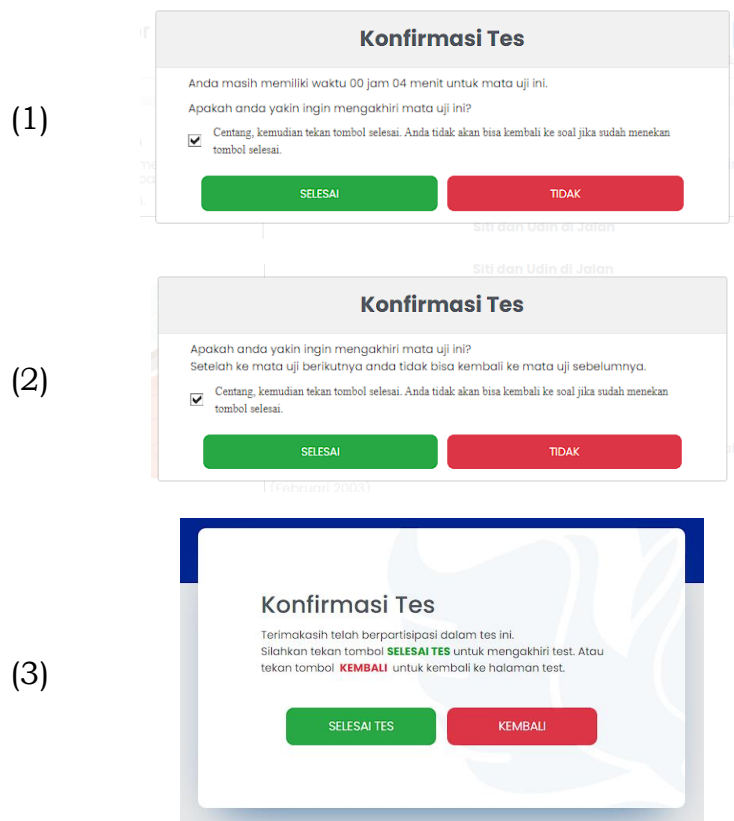 (1)
Konfirmasi Tes
Anda masih memiliki waktu 00 jam 04 menit untuk mata uji ini.
Apakah anda yakin ingin mengakhiri mata uji ini?
Centang, kemudian tekan tombol selesai. Anda tidak akan bisa kembali ke soal jika sudah menekan
tombol selesai.
SELESAI TIDAK
Siti dan Udin di Jalan
Siti dan Udin di Jalan
(2)
Konfirmasi Tes
Apakah anda yakin ingin mengakhiri mata uji ini?
Setelah ke mata uji berikutnya anda tidak bisa kembali ke mata uji sebelumnya.
Centang, kemudian tekan tombol selesai. Anda tidak akan bisa kembali ke soal jika sudah menekan
tombol selesai.
SELESAI TIDAK
(Februari 2003)
(3)
Konfirmasi Tes
Terimakasih telah berpartisipasi dalam tes ini.
Silahkan tekan tombol SELESAI TES untuk mengakhiri test. Atau
tekan tombol KEMBALI untuk kembali ke halaman test.
SELESAI TES KEMBALI